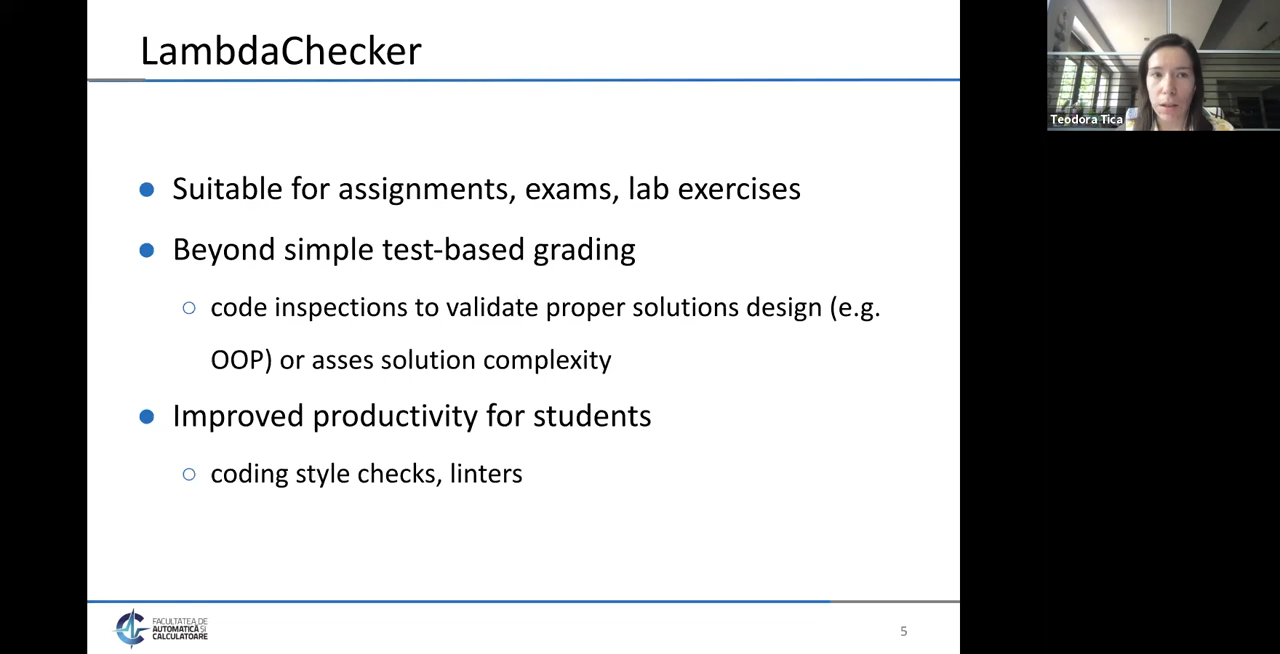 LambdaChecker
Teodora Tica
Suitable for assignments, exams, lab exercises
Beyond simple test-based grading
code inspections to validate proper solutions design (e.g.
OOP) or asses solution complexity
Improved productivity for students
coding style checks, linters
FACULTATEA DE
AUTOMATICĂ ȘI
CALCULATOARE
5